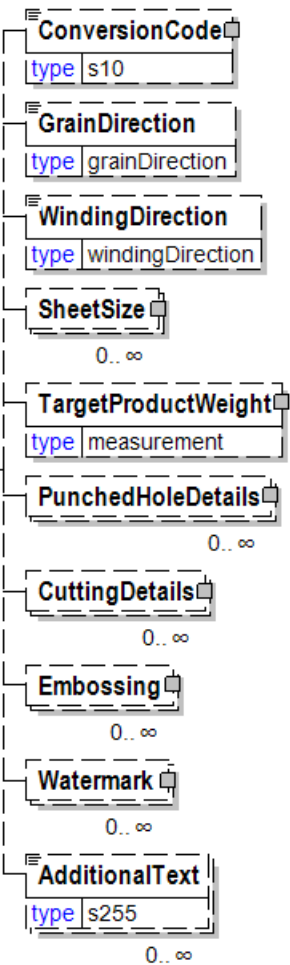 ConversionCode
type s10
GrainDirection
type grainDirection
WindingDirection
type windingDirection
SheetSize
0.. ∞
TargetProductWeight
type measurement
PunchedHoleDetails
0.. ∞
CuttingDetails
0.. ∞
Embossing
0.. ∞
Watermark
0.. ∞
AdditionalText
type s255
0.. ∞